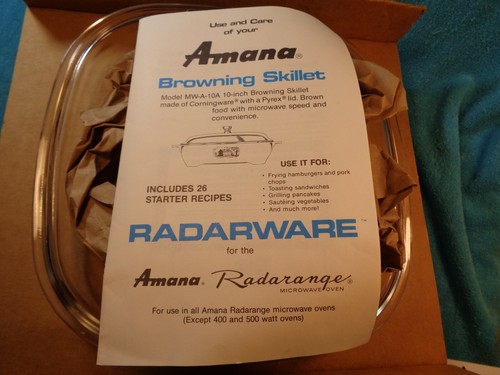 Use and Care
of your
Amana®
Browning Skillet
Model MW-A-10A 10-inch Browning Skillet
made of Corningware® with a Pyrex® lid. Brown
food with microwave speed and
convenience.
INCLUDES 26
STARTER RECIPES
USE IT FOR:
• Frying hamburgers and pork
chops
• Toasting sandwiches
• Grilling pancakes
• Sautéing vegetables
• And much more!
RADARWARE™
for the
Amana® Radarange®
MICROWAVE OVEN
For use in all Amana Radarange microwave ovens
(Except 400 and 500 watt ovens)